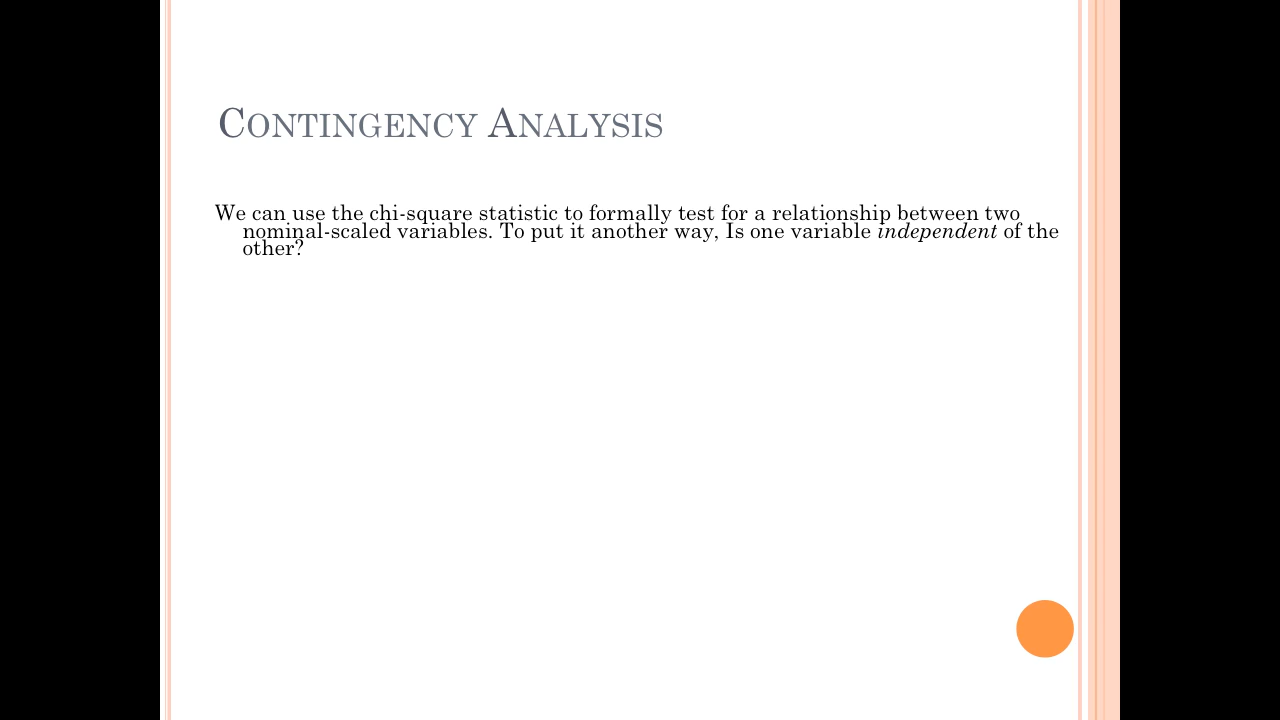 Contingency Analysis
We can use the chi-square statistic to formally test for a relationship between two
nominal-scaled variables. To put it another way, Is one variable independent of the
other?